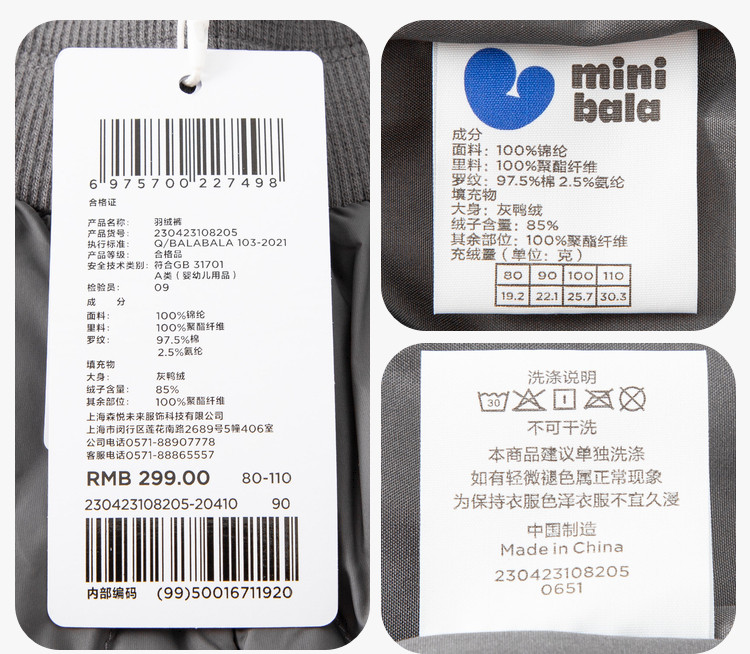 6 975700 227498
合格证
产品名称: 羽绒裤
产品货号: 230423108205
执行标准: Q/BALABALA 103-2021
产品等级: 合格品
安全技术类别: 符合GB 31701
A类（婴幼儿用品）
检验员: 09
成 分
面料: 100%锦纶
里料: 100%聚酯纤维
罗纹: 97.5%棉
2.5%氨纶
填充物
大身: 灰鸭绒
绒子含量: 85%
其余部位: 100%聚酯纤维
上海森悦未来服饰科技有限公司
上海市闵行区莲花南路2689号5幢406室
公司电话0571-88907778
客服电话0571-88865557
RMB 299.00 80-110
230423108205-20410 90
内部编码 (99)50016711920
mini
bala
成分
面料: 100%锦纶
里料: 100%聚酯纤维
罗纹: 97.5%棉 2.5%氨纶
填充物
大身: 灰鸭绒
绒子含量: 85%
其余部位: 100%聚酯纤维
充绒量（单位: 克）
80 90 100 110
19.2 22.1 25.7 30.3
洗涤说明
30
不可干洗
本商品建议单独洗涤
如有轻微褪色属正常现象
为保持衣服色泽衣服不宜久浸
中国制造
Made in China
230423108205
0651